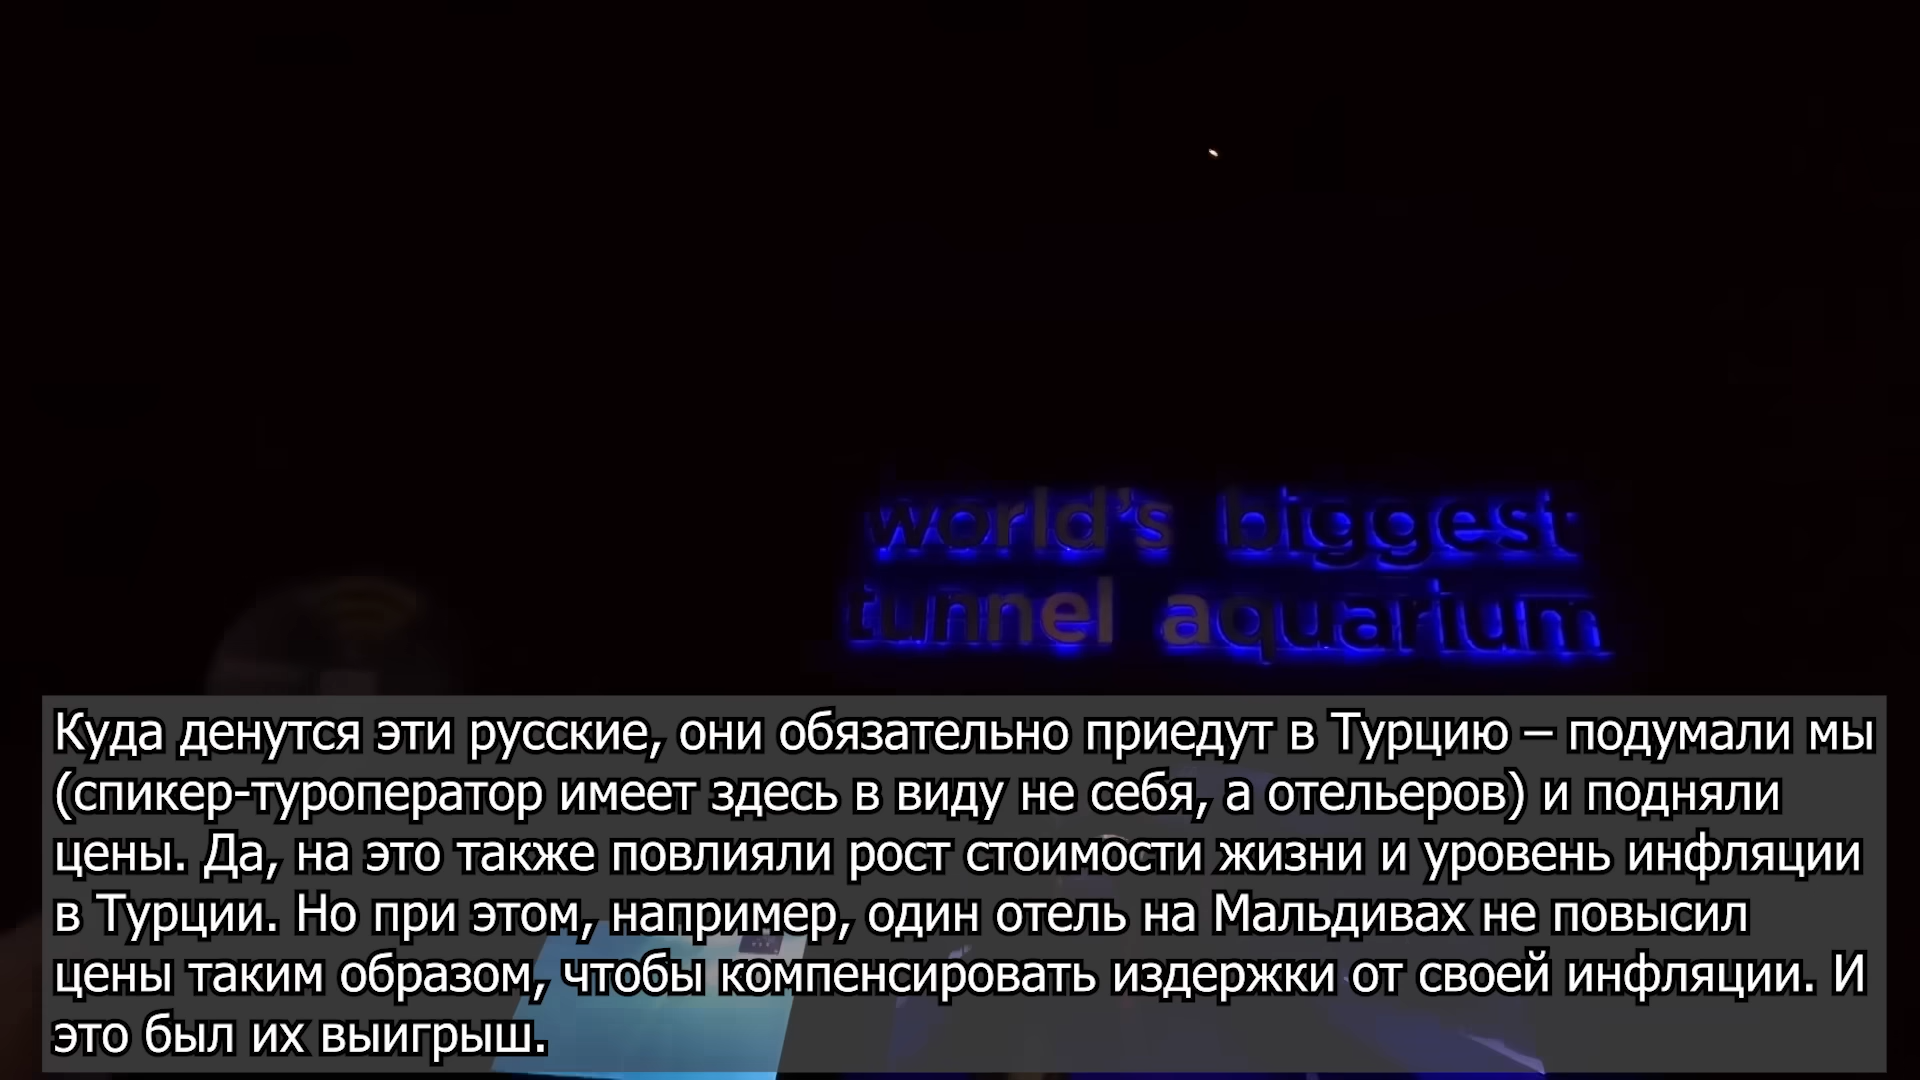 world's biggest
tunnel aquarium
Куда денутся эти русские, они обязательно приедут в Турцию – подумали мы
(спикер-туроператор имеет здесь в виду не себя, а отельеров) и подняли
цены. Да, на это также повлияли рост стоимости жизни и уровень инфляции
в Турции. Но при этом, например, один отель на Мальдивах не повысил
цены таким образом, чтобы компенсировать издержки от своей инфляции. И
это был их выигрыш.